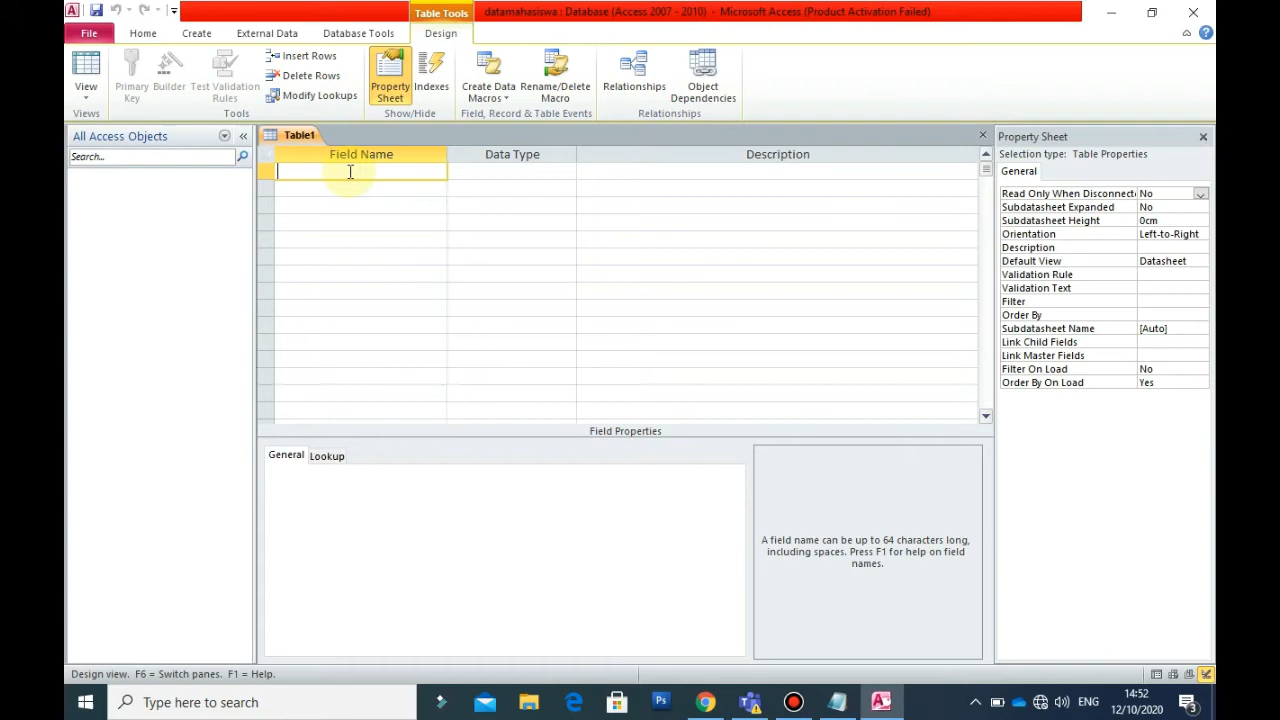 Table Tools
datamahasiswa : Database (Access 2007 - 2010) - Microsoft Access (Product Activation Failed)
File
Home
Create
External Data
Database Tools
Design
View
Primary Key
Builder
Test Validation Rules
Insert Rows
Delete Rows
Modify Lookups
Property Sheet
Indexes
Create Data Macros
Rename/Delete Macro
Relationships
Object Dependencies
Views
Tools
Show/Hide
Field, Record & Table Events
Relationships
All Access Objects
Search...
Table1
Field Name
Data Type
Description
Property Sheet
Selection type: Table Properties
General
Read Only When Disconnecte No
Subdatasheet Expanded No
Subdatasheet Height 0cm
Orientation Left-to-Right
Description
Default View Datasheet
Validation Rule
Validation Text
Filter
Order By
Subdatasheet Name [Auto]
Link Child Fields
Link Master Fields
Filter On Load No
Order By On Load Yes
Field Properties
General
Lookup
A field name can be up to 64 characters long,
including spaces. Press F1 for help on field
names.
Design view. F6 = Switch panes. F1 = Help.
Type here to search
Ps
ENG
14:52
12/10/2020
3